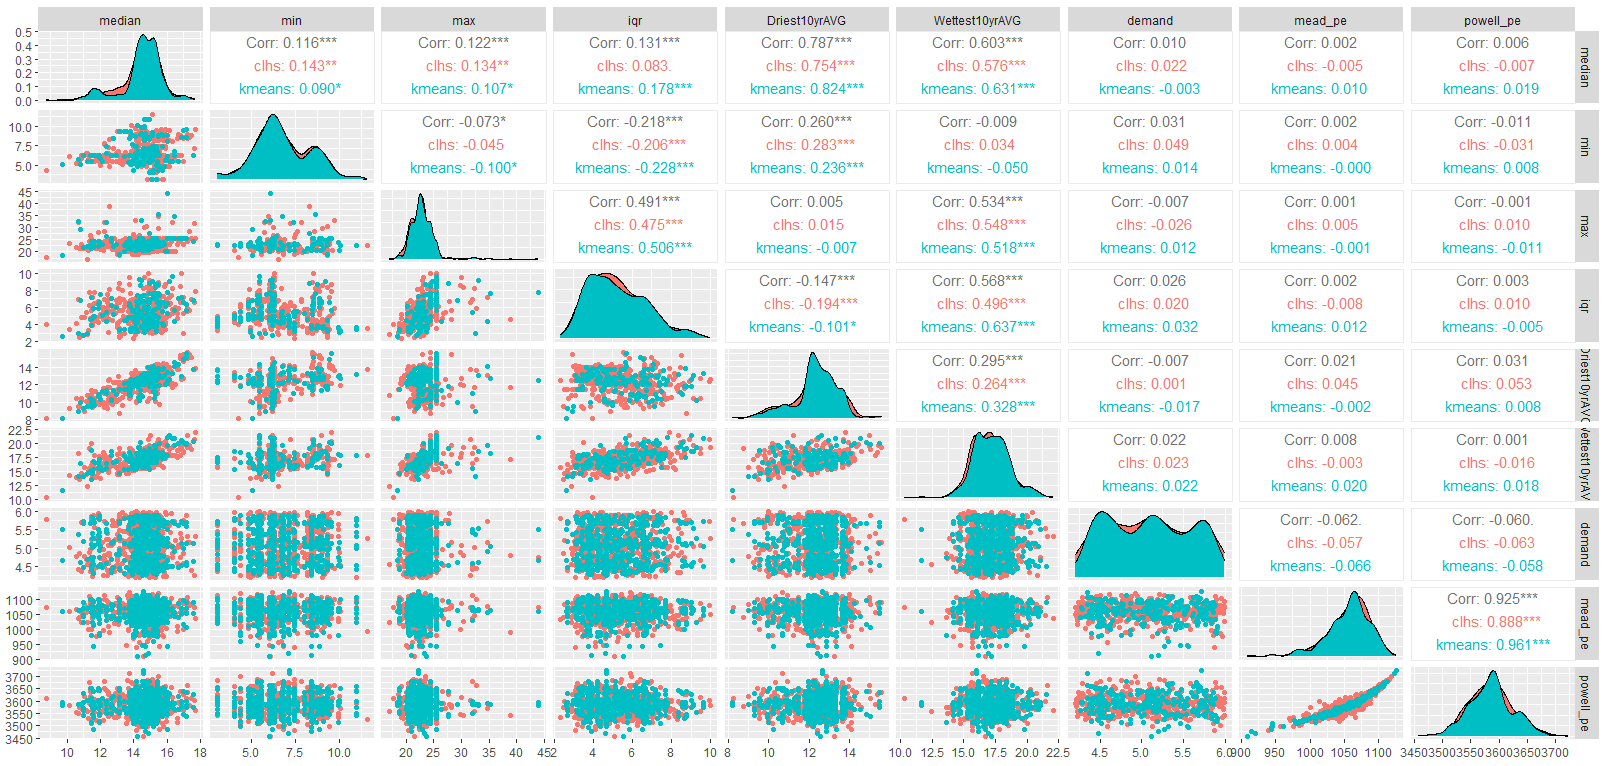 median min max iqr Driest10yrAVG Wettest10yrAVG demand mead_pe powell_pe
0.5
0.4
0.3
0.2
0.1
0.0
Corr: 0.116*** Corr: 0.122*** Corr: 0.131*** Corr: 0.787*** Corr: 0.603*** Corr: 0.010 Corr: 0.002 Corr: 0.006
clhs: 0.143** clhs: 0.134** clhs: 0.083. clhs: 0.754*** clhs: 0.576*** clhs: 0.022 clhs: -0.005 clhs: -0.007
kmeans: 0.090* kmeans: 0.107* kmeans: 0.178*** kmeans: 0.824*** kmeans: 0.631*** kmeans: -0.003 kmeans: 0.010 kmeans: 0.019
median
10.0
7.5
5.0
Corr: -0.073* Corr: -0.218*** Corr: 0.260*** Corr: -0.009 Corr: 0.031 Corr: 0.002 Corr: -0.011
clhs: -0.045 clhs: -0.206*** clhs: 0.283*** clhs: 0.034 clhs: 0.049 clhs: 0.004 clhs: -0.031
kmeans: -0.100* kmeans: -0.228*** kmeans: 0.236*** kmeans: -0.050 kmeans: 0.014 kmeans: -0.000 kmeans: 0.008
min
45
40
35
30
25
20
Corr: 0.491*** Corr: 0.005 Corr: 0.534*** Corr: -0.007 Corr: 0.001 Corr: -0.001
clhs: 0.475*** clhs: 0.015 clhs: 0.548*** clhs: -0.026 clhs: 0.005 clhs: 0.010
kmeans: 0.506*** kmeans: -0.007 kmeans: 0.518*** kmeans: 0.012 kmeans: -0.001 kmeans: -0.011
max
10
8
6
4
2
Corr: -0.147*** Corr: 0.568*** Corr: 0.026 Corr: 0.002 Corr: 0.003
clhs: -0.194*** clhs: 0.496*** clhs: 0.020 clhs: -0.008 clhs: 0.010
kmeans: -0.101* kmeans: 0.637*** kmeans: 0.032 kmeans: 0.012 kmeans: -0.005
iqr
14
12
10
8
Corr: 0.295*** Corr: -0.007 Corr: 0.021 Corr: 0.031
clhs: 0.264*** clhs: 0.001 clhs: 0.045 clhs: 0.053
kmeans: 0.328*** kmeans: -0.017 kmeans: -0.002 kmeans: 0.008
Driest10yrAVG
22.5
20.0
17.5
15.0
12.5
10.0
Corr: 0.022 Corr: 0.008 Corr: 0.001
clhs: 0.023 clhs: -0.003 clhs: -0.016
kmeans: 0.022 kmeans: 0.020 kmeans: 0.018
ettest10yrAV
6.0
5.5
5.0
4.5
Corr: -0.062. Corr: -0.060.
clhs: -0.057 clhs: -0.063
kmeans: -0.066 kmeans: -0.058
demand
1100
1050
1000
950
900
Corr: 0.925***
clhs: 0.888***
kmeans: 0.961***
mead_pe
3700
3650
3600
3550
3500
3450
powell_pe
10 12 14 16 18 5.0 7.5 10.0 20 25 30 35 40 45 2 4 6 8 10 8 10 12 14 10.0 12.5 15.0 17.5 20.0 22.5 4.5 5.0 5.5 6.0 900 950 1000 1050 1100 3450 3500 3550 3600 3650 3700